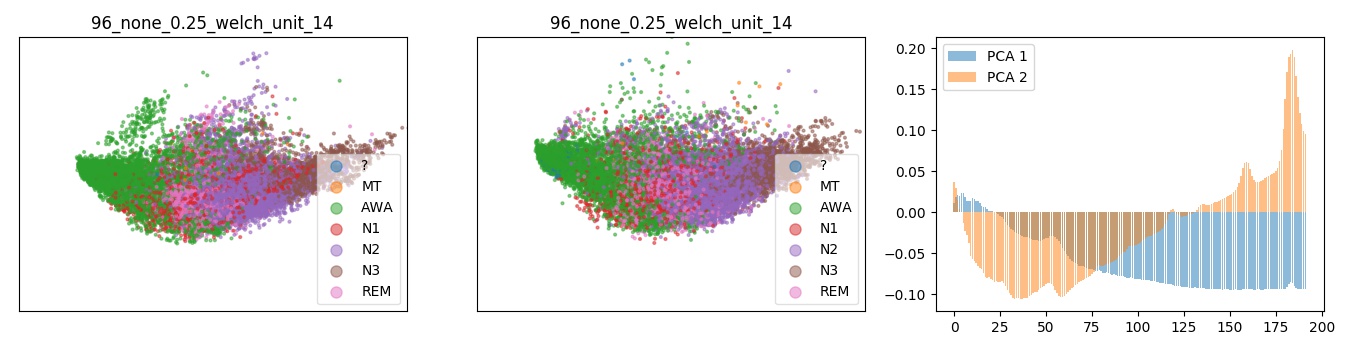 96_none_0.25_welch_unit_14
?
MT
AWA
N1
N2
N3
REM
96_none_0.25_welch_unit_14
?
MT
AWA
N1
N2
N3
REM
PCA 1
PCA 2
0.20
0.15
0.10
0.05
0.00
−0.05
−0.10
0 25 50 75 100 125 150 175 200